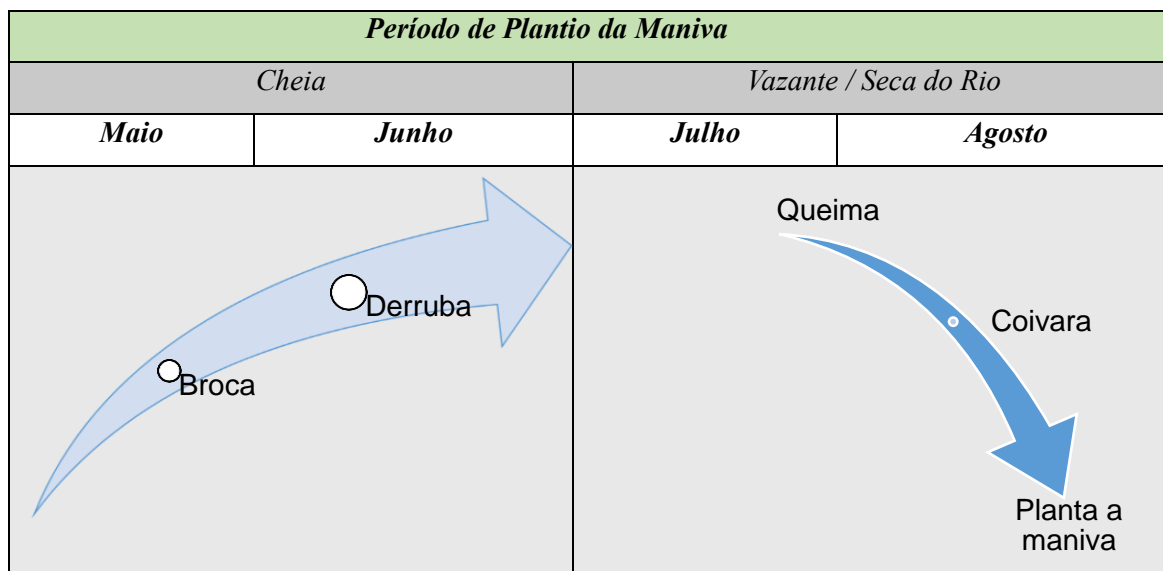 Período de Plantio da Maniva
Cheia
Vazante / Seca do Rio
Maio
Junho
Julho
Agosto
Queima
Derruba
Coivara
Broca
Planta a
maniva